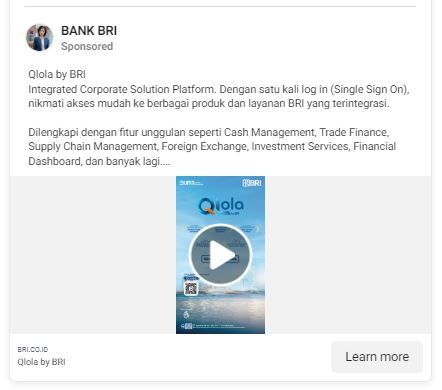 BANK BRI
Sponsored
Qlola by BRI
Integrated Corporate Solution Platform. Dengan satu kali log in (Single Sign On),
nikmati akses mudah ke berbagai produk dan layanan BRI yang terintegrasi.
Dilengkapi dengan fitur unggulan seperti Cash Management, Trade Finance,
Supply Chain Management, Foreign Exchange, Investment Services, Financial
Dashboard, dan banyak lagi....
BRI
Qlola
BRI.CO.ID
Qlola by BRI
Learn more